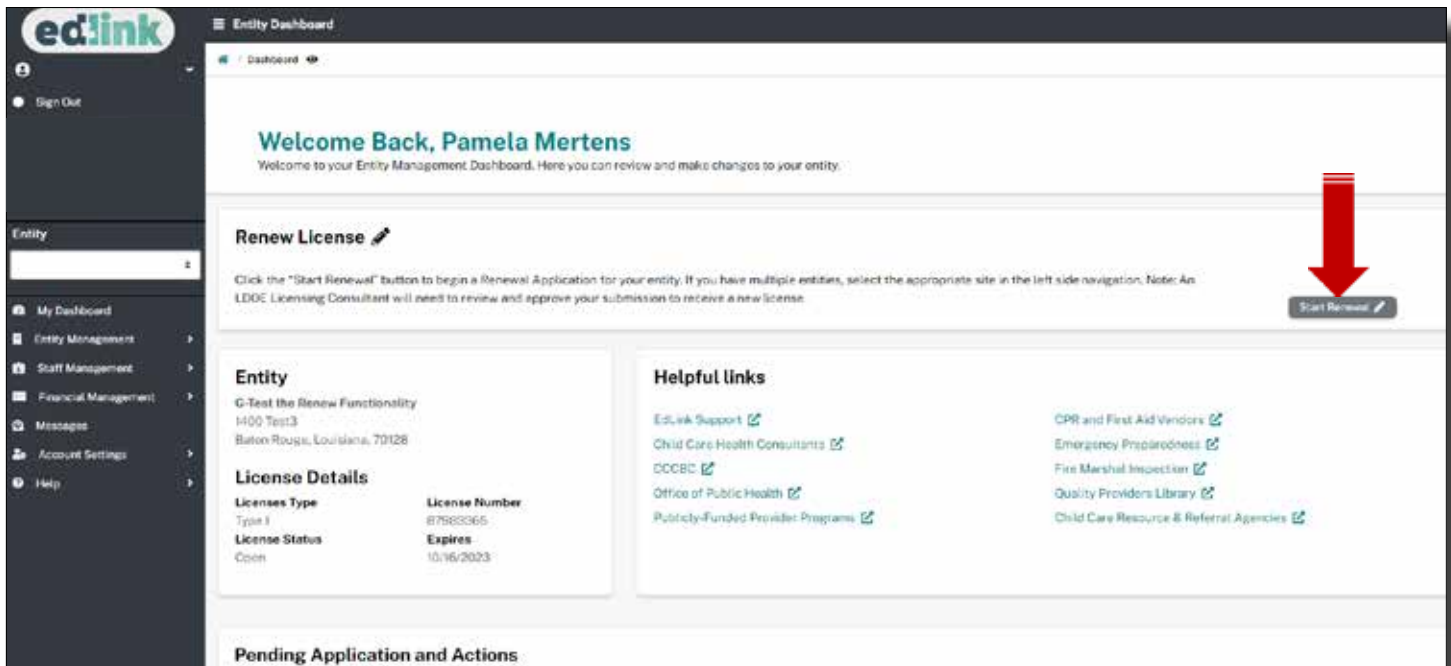 ed:link
Entity Dashboard
/ Dashboard
Sign Out
Welcome Back, Pamela Mertens
Welcome to your Entity Management Dashboard. Here you can review and make changes to your entity.
Entity
Renew License
Click the "Start Renewal" button to begin a Renewal Application for your entity. If you have multiple entities, select the appropriate site in the left side navigation. Note: An
LDOE Licensing Consultant will need to review and approve your submission to receive a new license
Start Renewal
My Dashboard
Entity Management
Staff Management
Financial Management
Messages
Account Settings
Help
Entity
G-Test the Renew Functionality
1400 Test3
Baton Rouge, Louisiana, 70128
License Details
Licenses Type
License Number
Type I
87983365
License Status
Expires
Open
10/16/2023
Helpful links
EdLink Support
CPR and First Aid Vendors
Child Care Health Consultants
Emergency Preparedness
CCCBC
Fire Marshal Inspection
Office of Public Health
Quality Providers Library
Publicly-Funded Provider Programs
Child Care Resource & Referral Agencies
Pending Application and Actions